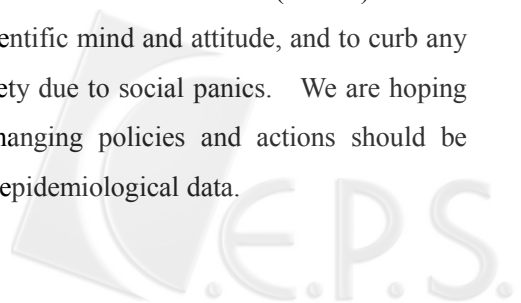 entific mind and attitude, and to curb any
ety due to social panics. We are hoping
hanging policies and actions should be
epidemiological data.
C.E.P.S.